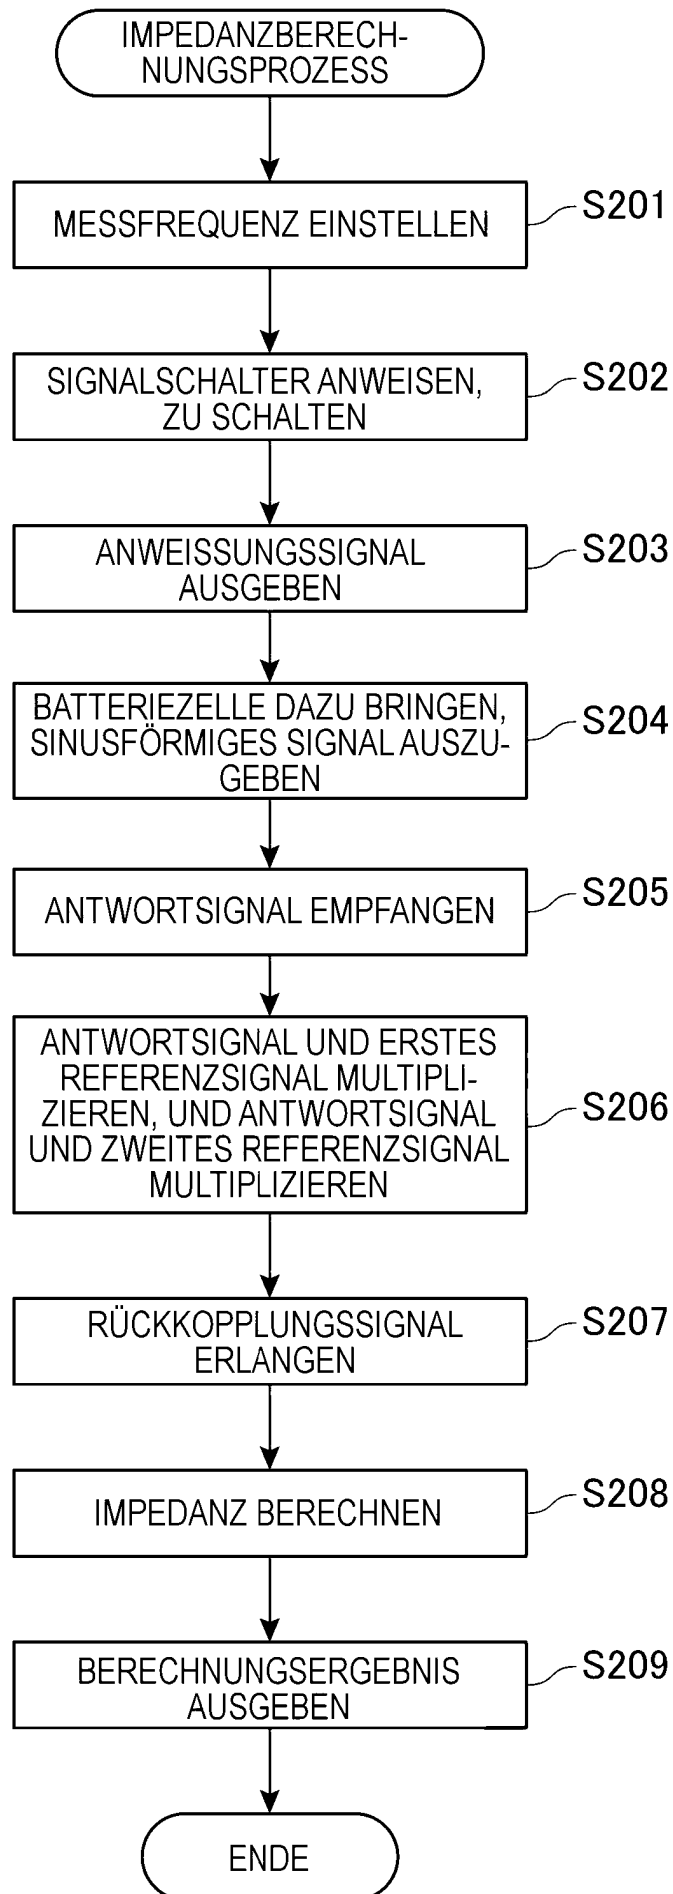 IMPEDANZBERECH-
NUNGSPROZESS
MESSFREQUENZ EINSTELLEN
S201
SIGNALSCHALTER ANWEISEN,
ZU SCHALTEN
S202
ANWEISSUNGSSIGNAL
AUSGEBEN
S203
BATTERIEZELLE DAZU BRINGEN,
SINUSFÖRMIGES SIGNAL AUSZU-
GEBEN
S204
ANTWORTSIGNAL EMPFANGEN
S205
ANTWORTSIGNAL UND ERSTES
REFERENZSIGNAL MULTIPLI-
ZIEREN, UND ANTWORTSIGNAL
UND ZWEITES REFERENZSIGNAL
MULTIPLIZIEREN
S206
RÜCKKOPPLUNGSSIGNAL
ERLANGEN
S207
IMPEDANZ BERECHNEN
S208
BERECHNUNGSERGEBNIS
AUSGEBEN
S209
ENDE